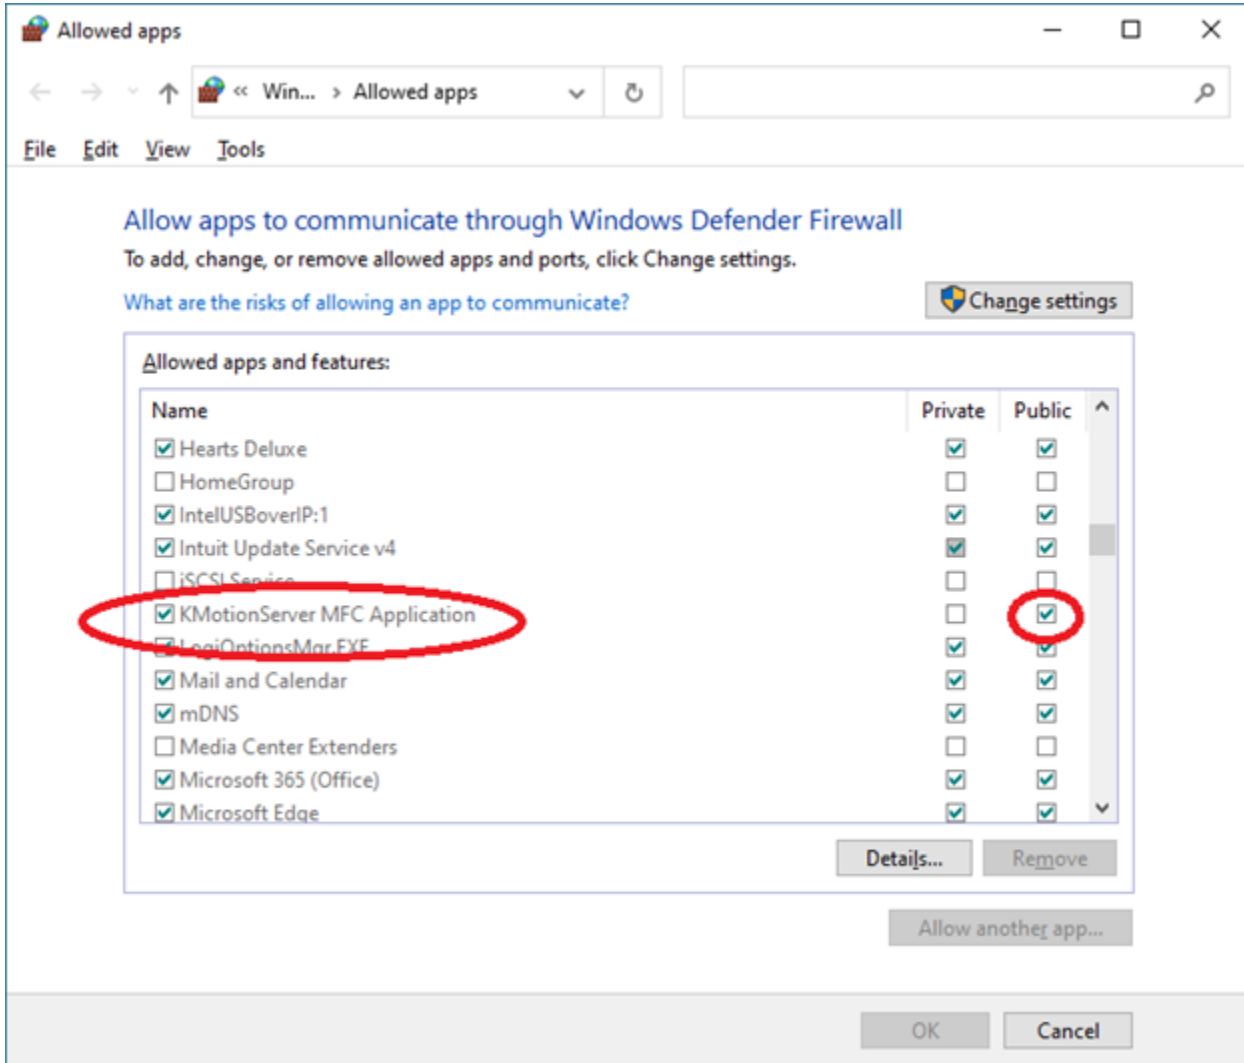 Allowed apps
« Win... › Allowed apps
File Edit View Tools
Allow apps to communicate through Windows Defender Firewall
To add, change, or remove allowed apps and ports, click Change settings.
What are the risks of allowing an app to communicate?
Change settings
Allowed apps and features:
Name Private Public
Hearts Deluxe
HomeGroup
IntelUSBoverIP:1
Intuit Update Service v4
iSCSI Service
KMotionServer MFC Application
LogiOptionsMgr.EXE
Mail and Calendar
mDNS
Media Center Extenders
Microsoft 365 (Office)
Microsoft Edge
Details... Remove
Allow another app...
OK Cancel